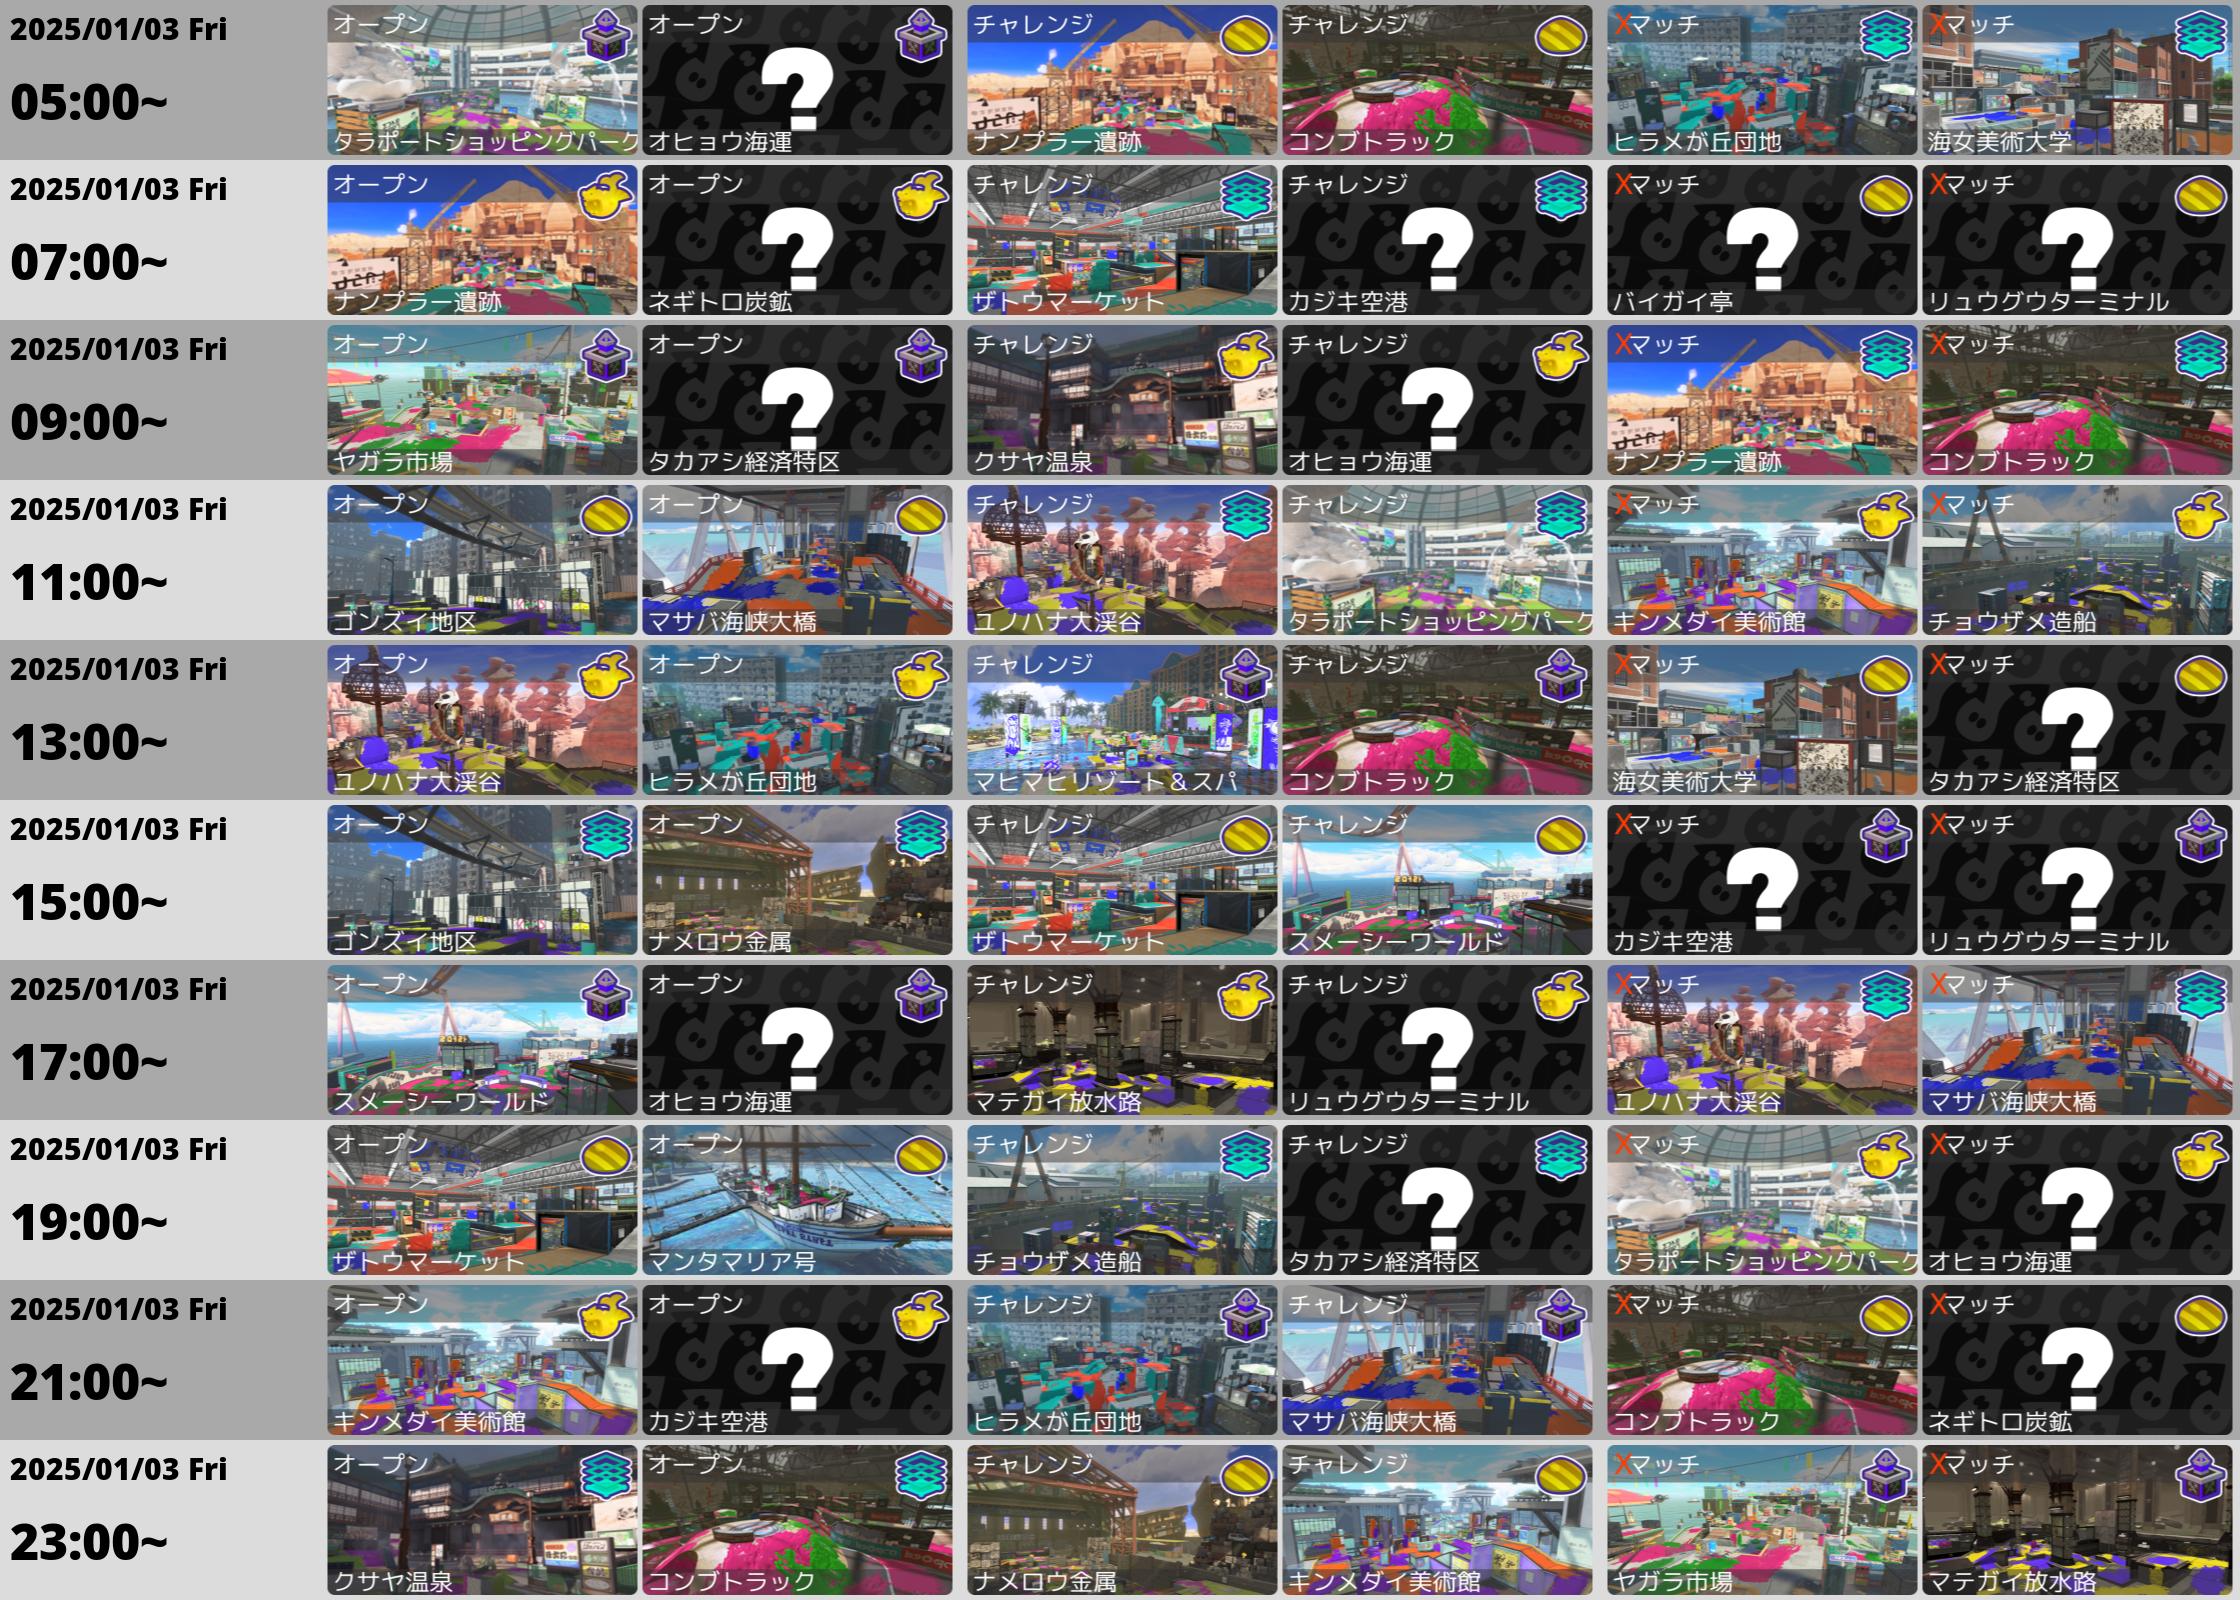 2025/01/03 Fri
05:00~
オープン
タラポートショッピングパーク
オープン
オヒョウ海運
チャレンジ
ナンプラー遺跡
チャレンジ
コンブトラック
Xマッチ
ヒラメが丘団地
Xマッチ
海女美術大学
2025/01/03 Fri
07:00~
オープン
ナンプラー遺跡
オープン
ネギトロ炭鉱
チャレンジ
ザトウマーケット
チャレンジ
カジキ空港
Xマッチ
バイガイ亭
Xマッチ
リュウグウターミナル
2025/01/03 Fri
09:00~
オープン
ヤガラ市場
オープン
タカアシ経済特区
チャレンジ
クサヤ温泉
チャレンジ
オヒョウ海運
Xマッチ
ナンプラー遺跡
Xマッチ
コンブトラック
2025/01/03 Fri
11:00~
オープン
ゴンズイ地区
オープン
マサバ海峡大橋
チャレンジ
ユノハナ大渓谷
チャレンジ
タラポートショッピングパーク
Xマッチ
キンメダイ美術館
Xマッチ
チョウザメ造船
2025/01/03 Fri
13:00~
オープン
ユノハナ大渓谷
オープン
ヒラメが丘団地
チャレンジ
マヒマヒリゾート＆スパ
チャレンジ
コンブトラック
Xマッチ
海女美術大学
Xマッチ
タカアシ経済特区
2025/01/03 Fri
15:00~
オープン
ゴンズイ地区
オープン
ナメロウ金属
チャレンジ
ザトウマーケット
チャレンジ
スメーシーワールド
Xマッチ
カジキ空港
Xマッチ
リュウグウターミナル
2025/01/03 Fri
17:00~
オープン
スメーシーワールド
オープン
オヒョウ海運
チャレンジ
マテガイ放水路
チャレンジ
リュウグウターミナル
Xマッチ
ユノハナ大渓谷
Xマッチ
マサバ海峡大橋
2025/01/03 Fri
19:00~
オープン
ザトウマーケット
オープン
マンタマリア号
チャレンジ
チョウザメ造船
チャレンジ
タカアシ経済特区
Xマッチ
タラポートショッピングパーク
Xマッチ
オヒョウ海運
2025/01/03 Fri
21:00~
オープン
キンメダイ美術館
オープン
カジキ空港
チャレンジ
ヒラメが丘団地
チャレンジ
マサバ海峡大橋
Xマッチ
コンブトラック
Xマッチ
ネギトロ炭鉱
2025/01/03 Fri
23:00~
オープン
クサヤ温泉
オープン
コンブトラック
チャレンジ
ナメロウ金属
チャレンジ
キンメダイ美術館
Xマッチ
ヤガラ市場
Xマッチ
マテガイ放水路